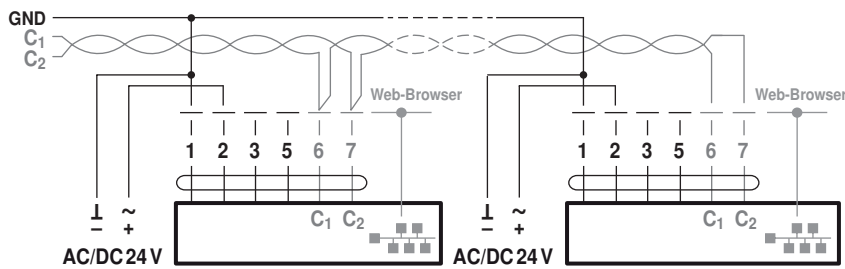 GND
C1
C2
Web-Browser Web-Browser
1 2 3 5 6 7 1 2 3 5 6 7
⊥ ~ C1 C2 ⊥ ~ C1 C2
− + − +
AC/DC 24 V AC/DC 24 V